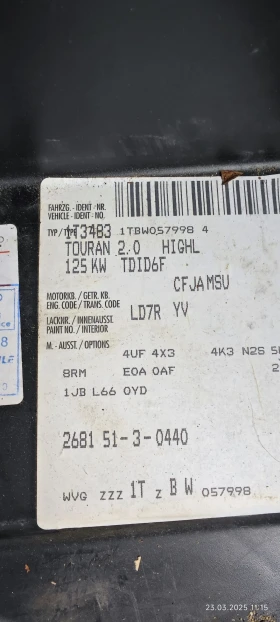 FAHRZG. - IDENT - NR.
VEHICLE - IDENT - NO.
TYP / TYPE 1T3483 1TBW057998 4
TOURAN 2.0 HIGHL
125 KW TDID6F
CFJA MSU
MOTORKB. / GETR. KB.
ENG. CODE / TRANS. CODE
LD7R YV
LACKNR. / INNENAUSST.
PAINT NO. / INTERIOR
M. - AUSST. / OPTIONS
4UF 4X3 4K3 N2S
8RM E0A 0AF 2
1JB L66 0YD
2681 51-3-0440
WVG ZZZ 1T Z B W 057998
23.03.2025 11:15